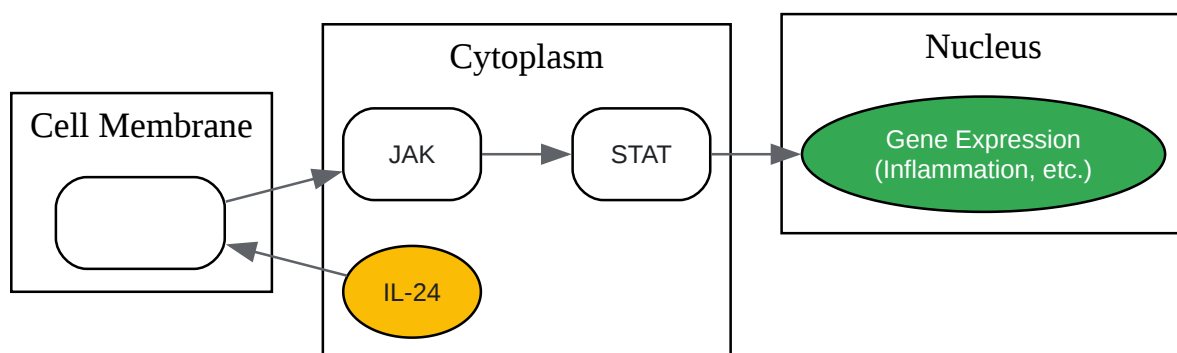 Cell Membrane
Cytoplasm
JAK
STAT
IL-24
Nucleus
Gene Expression
(Inflammation, etc.)